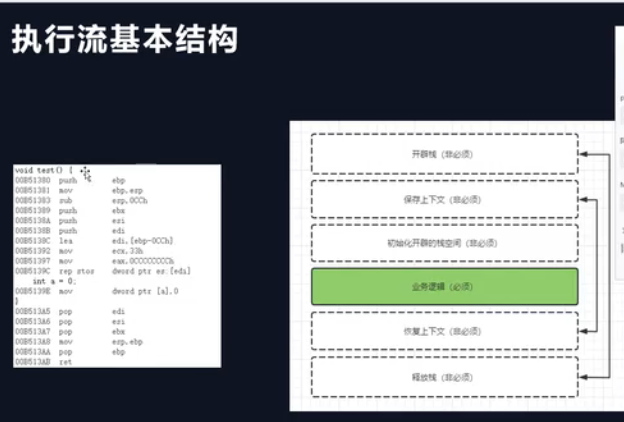 执行流基本结构
void test() {
00B51380 push ebp
00B51381 mov ebp,esp
00B51383 sub esp,0CCh
00B51389 push ebx
00B5138A push esi
00B5138B push edi
00B5138C lea edi,[ebp-0CCh]
00B51392 mov ecx,33h
00B51397 mov eax,0CCCCCCCCh
00B5139C rep stos dword ptr es:[edi]
int a = 0;
00B5139E mov dword ptr [a],0
}
00B513A5 pop edi
00B513A6 pop esi
00B513A7 pop ebx
00B513A8 mov esp,ebp
00B513AA pop ebp
00B513AB ret
开辟栈（非必须）
保存上下文（非必须）
初始化开辟的栈空间（非必须）
业务逻辑（必须）
恢复上下文（非必须）
释放栈（非必须）